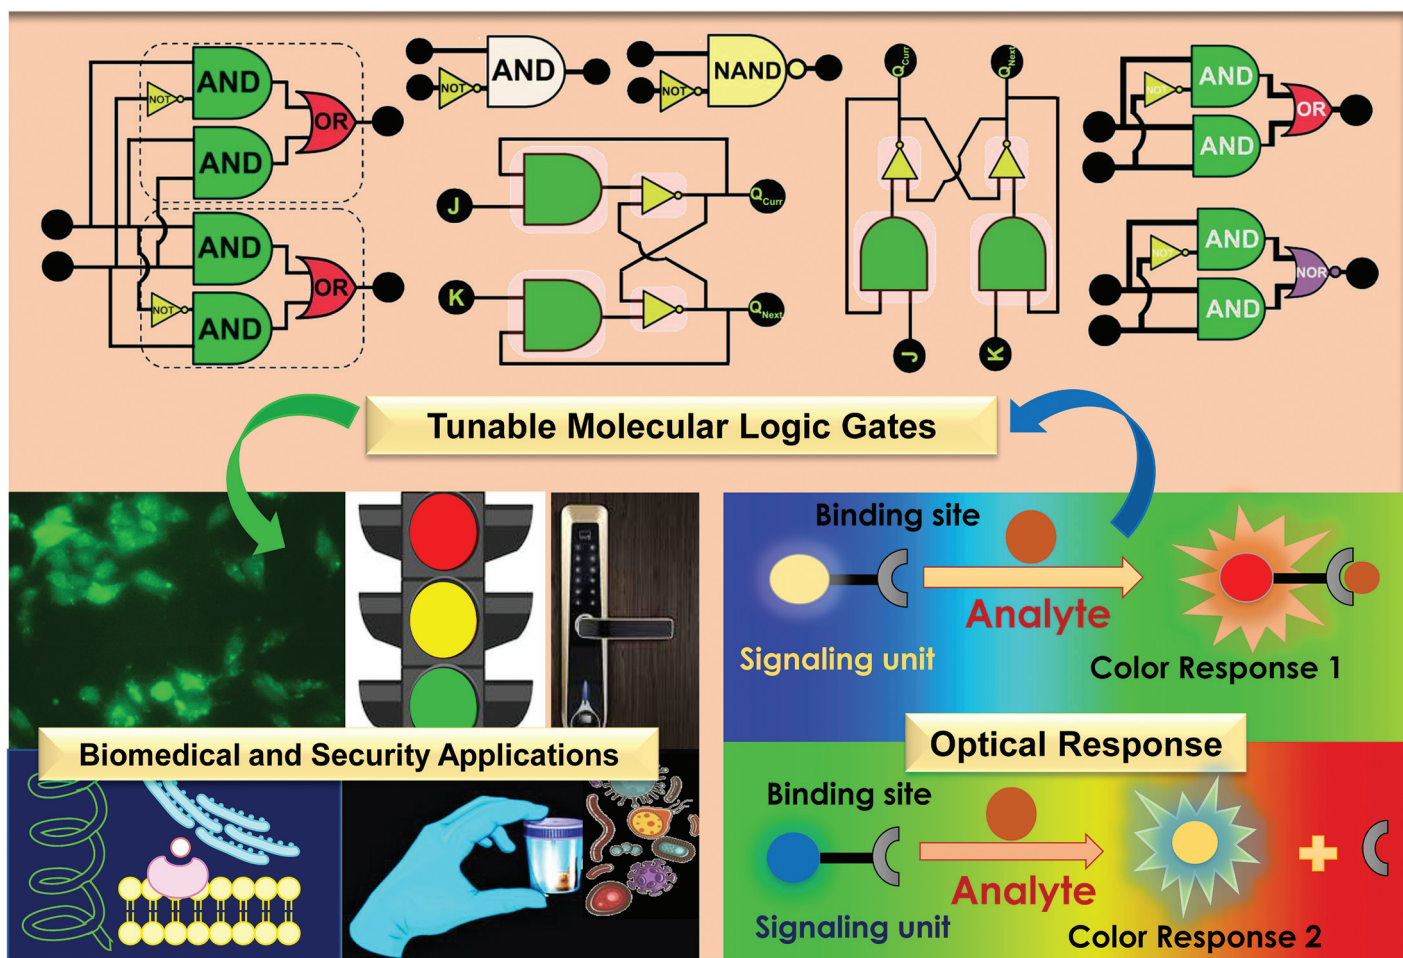 AND
NOT
AND
OR
AND
NOT
AND
OR
NOT
AND
NOT
NAND
J
QCurr
K
QNext
QCurr
QNext
J
K
NOT
AND
AND
OR
NOT
AND
AND
NOR
Tunable Molecular Logic Gates
Binding site
Analyte
Signaling unit
Color Response 1
Biomedical and Security Applications
Optical Response
Binding site
Analyte
Signaling unit
Color Response 2